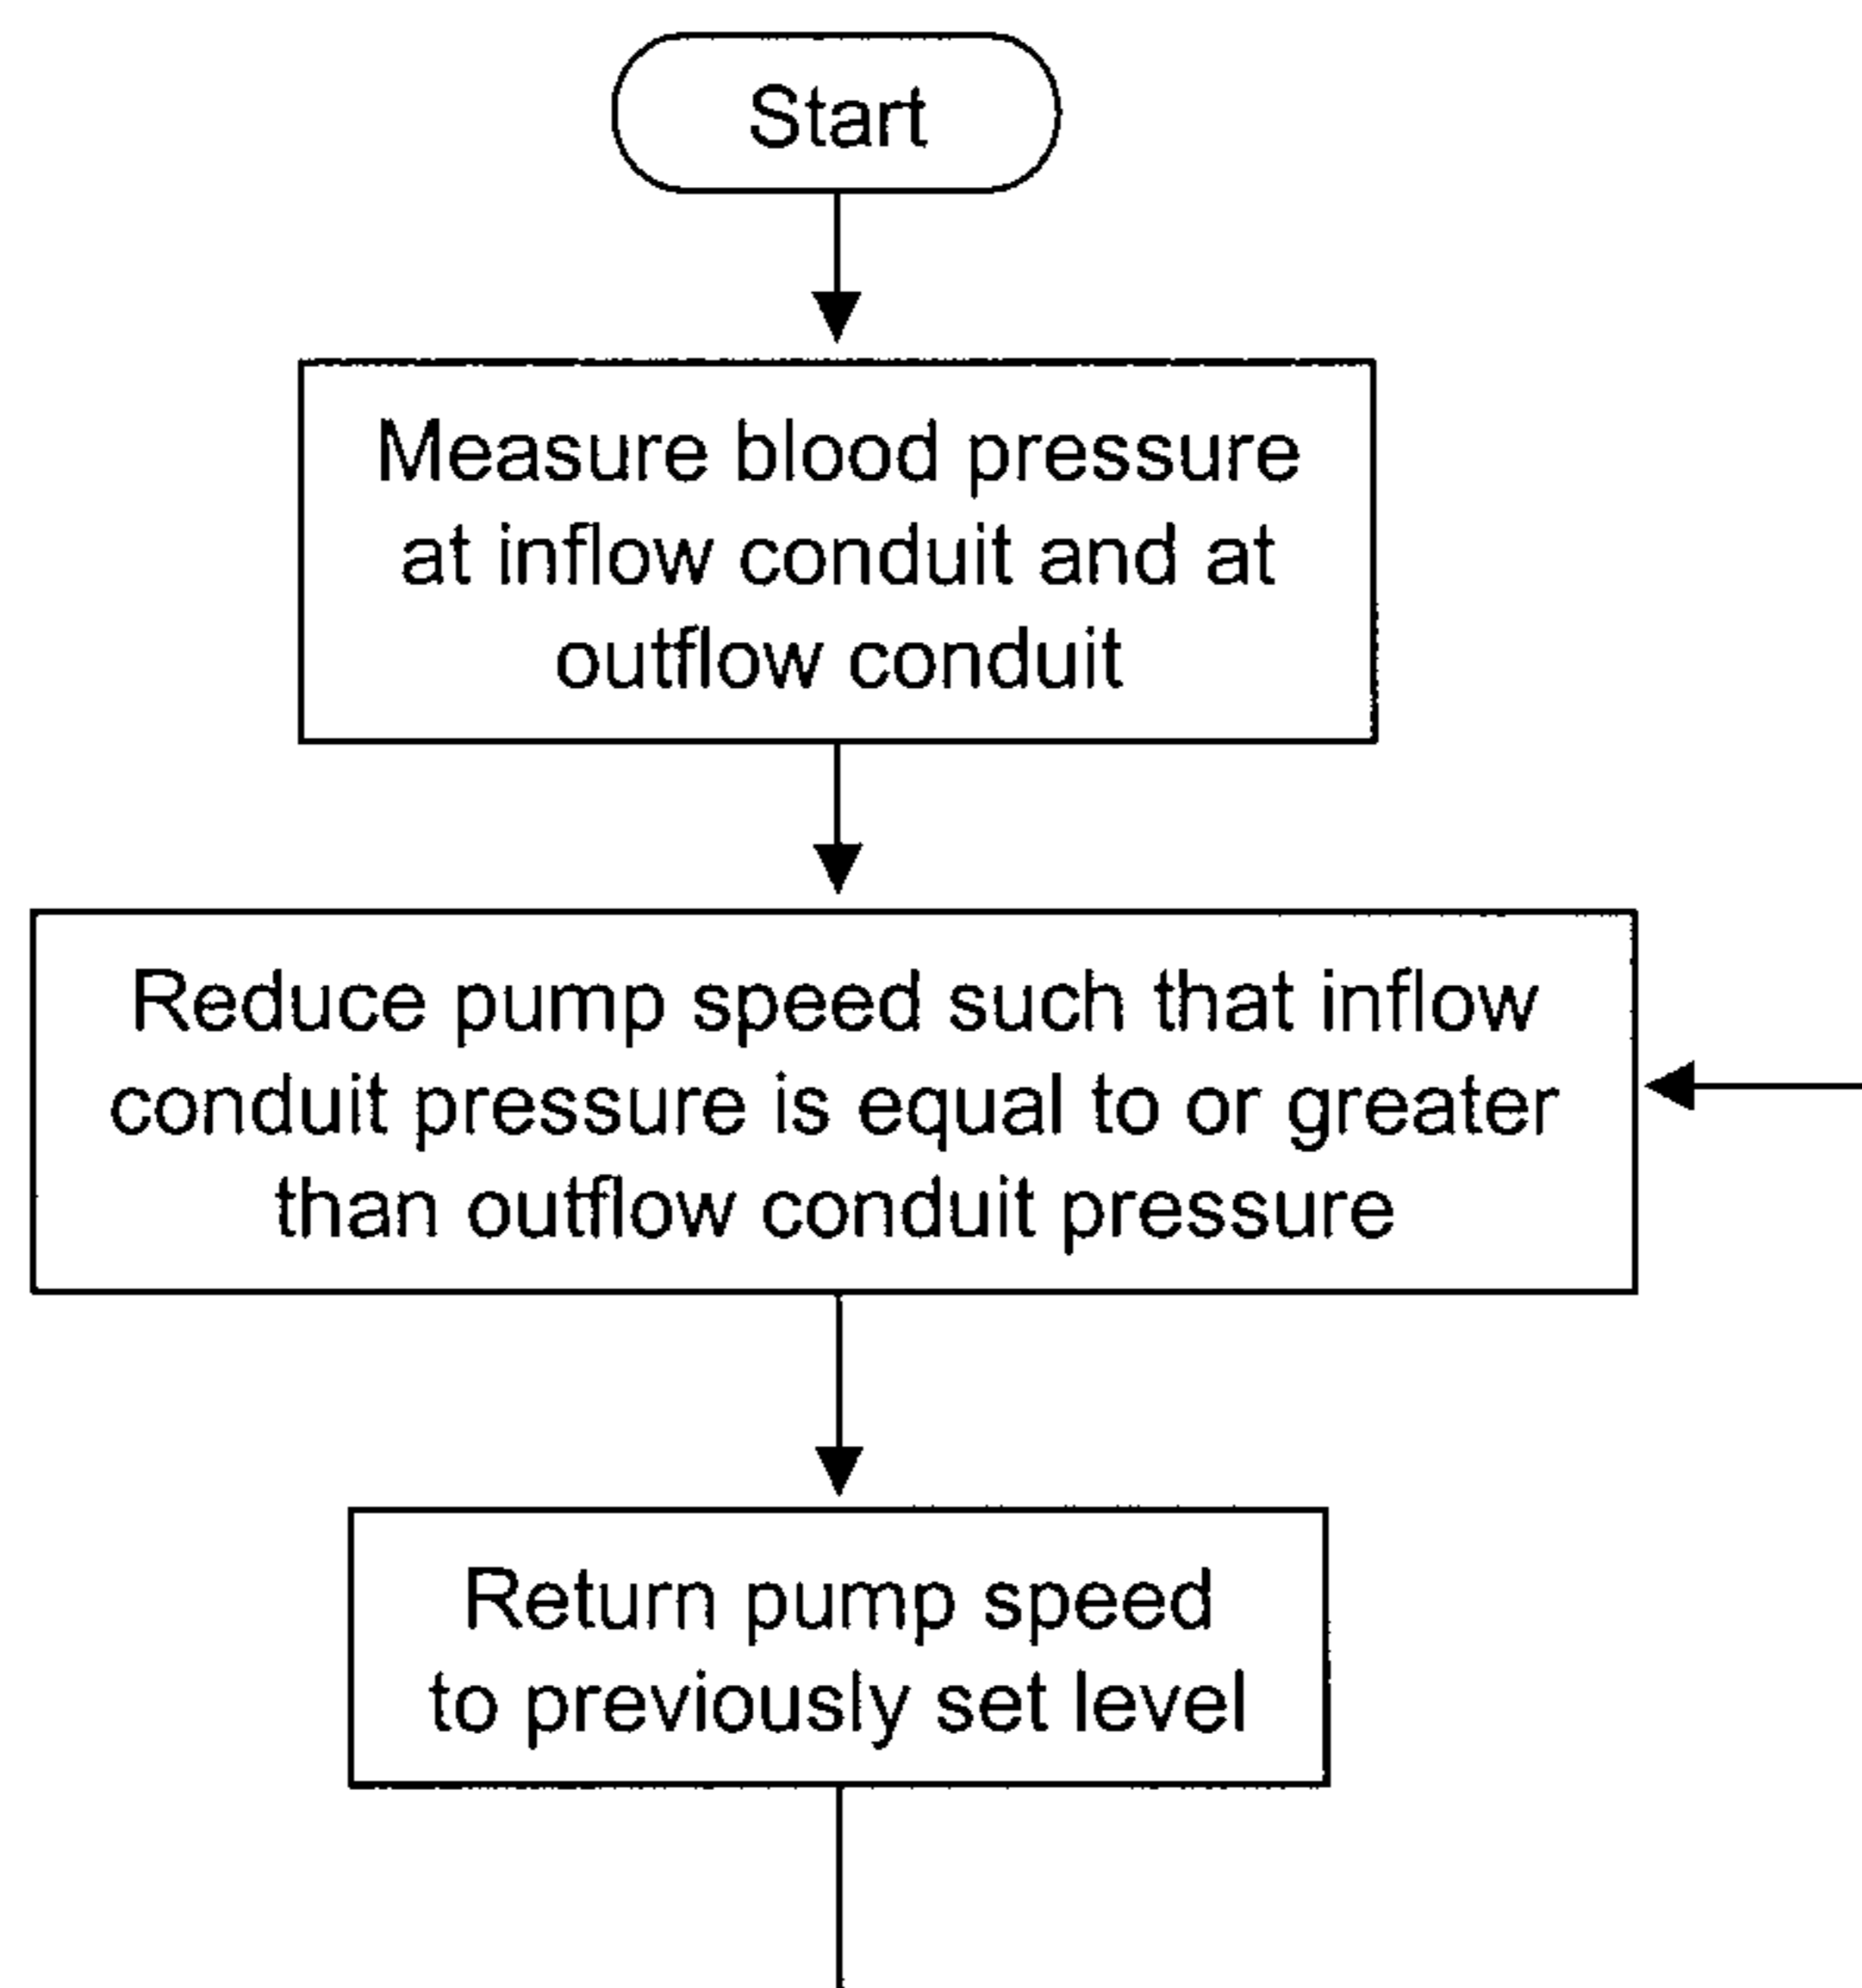 Start
Measure blood pressure
at inflow conduit and at
outflow conduit
Reduce pump speed such that inflow
conduit pressure is equal to or greater
than outflow conduit pressure
Return pump speed
to previously set level